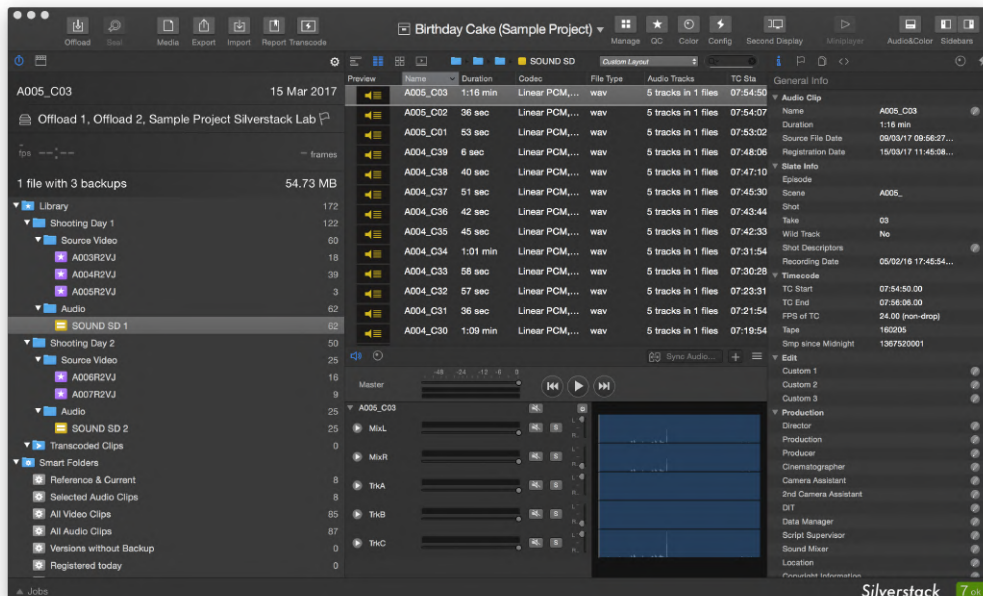 Birthday Cake (Sample Project)
Offload Seal Media Export Import Report Transcode Manage QC Color Config Second Display Miniplayer Audio&Color Sidebars
SOUND SD Custom Layout
A005_C03 15 Mar 2017
Offload 1, Offload 2, Sample Project Silverstack Lab
fps --:-- – frames
1 file with 3 backups 54.73 MB
Library 172
Shooting Day 1 122
Source Video 60
A003R2VJ 18
A004R2VJ 39
A005R2VJ 3
Audio 62
SOUND SD 1 62
Shooting Day 2 50
Source Video 25
A006R2VJ 16
A007R2VJ 9
Audio 25
SOUND SD 2 25
Transcoded Clips 0
Smart Folders
Reference & Current 8
Selected Audio Clips 8
All Video Clips 85
All Audio Clips 87
Versions without Backup 0
Registered today 0
Jobs
Preview Name Duration Codec File Type Audio Tracks TC Sta
A005_C03 1:16 min Linear PCM,... wav 5 tracks in 1 files 07:54:50
A005_C02 36 sec Linear PCM,... wav 5 tracks in 1 files 07:54:07
A005_C01 53 sec Linear PCM,... wav 5 tracks in 1 files 07:53:02
A004_C39 6 sec Linear PCM,... wav 5 tracks in 1 files 07:48:06
A004_C38 40 sec Linear PCM,... wav 5 tracks in 1 files 07:47:10
A004_C37 51 sec Linear PCM,... wav 5 tracks in 1 files 07:45:30
A004_C36 42 sec Linear PCM,... wav 5 tracks in 1 files 07:43:44
A004_C35 45 sec Linear PCM,... wav 5 tracks in 1 files 07:42:33
A004_C34 1:01 min Linear PCM,... wav 5 tracks in 1 files 07:31:54
A004_C33 58 sec Linear PCM,... wav 5 tracks in 1 files 07:30:28
A004_C32 57 sec Linear PCM,... wav 5 tracks in 1 files 07:23:31
A004_C31 36 sec Linear PCM,... wav 5 tracks in 1 files 07:21:54
A004_C30 1:09 min Linear PCM,... wav 5 tracks in 1 files 07:19:54
Sync Audio...
-48 -24 -12 -6 0
Master
A005_C03
MixL S L R
MixR S L R
TrkA S L R
TrkB S L R
TrkC S L R
General Info
Audio Clip
Name A005_C03
Duration 1:16 min
Source File Date 09/03/17 09:56:27...
Registration Date 15/03/17 11:45:08...
Slate Info
Episode
Scene A005_
Shot
Take 03
Wild Track No
Shot Descriptors
Recording Date 05/02/16 17:45:54...
Timecode
TC Start 07:54:50.00
TC End 07:56:06.00
FPS of TC 24.00 (non-drop)
Tape 160205
Smp since Midnight 1367520001
Edit
Custom 1
Custom 2
Custom 3
Production
Director
Production
Producer
Cinematographer
Camera Assistant
2nd Camera Assistant
DIT
Data Manager
Script Supervisor
Sound Mixer
Location
Copyright Information
Silverstack 7 ok